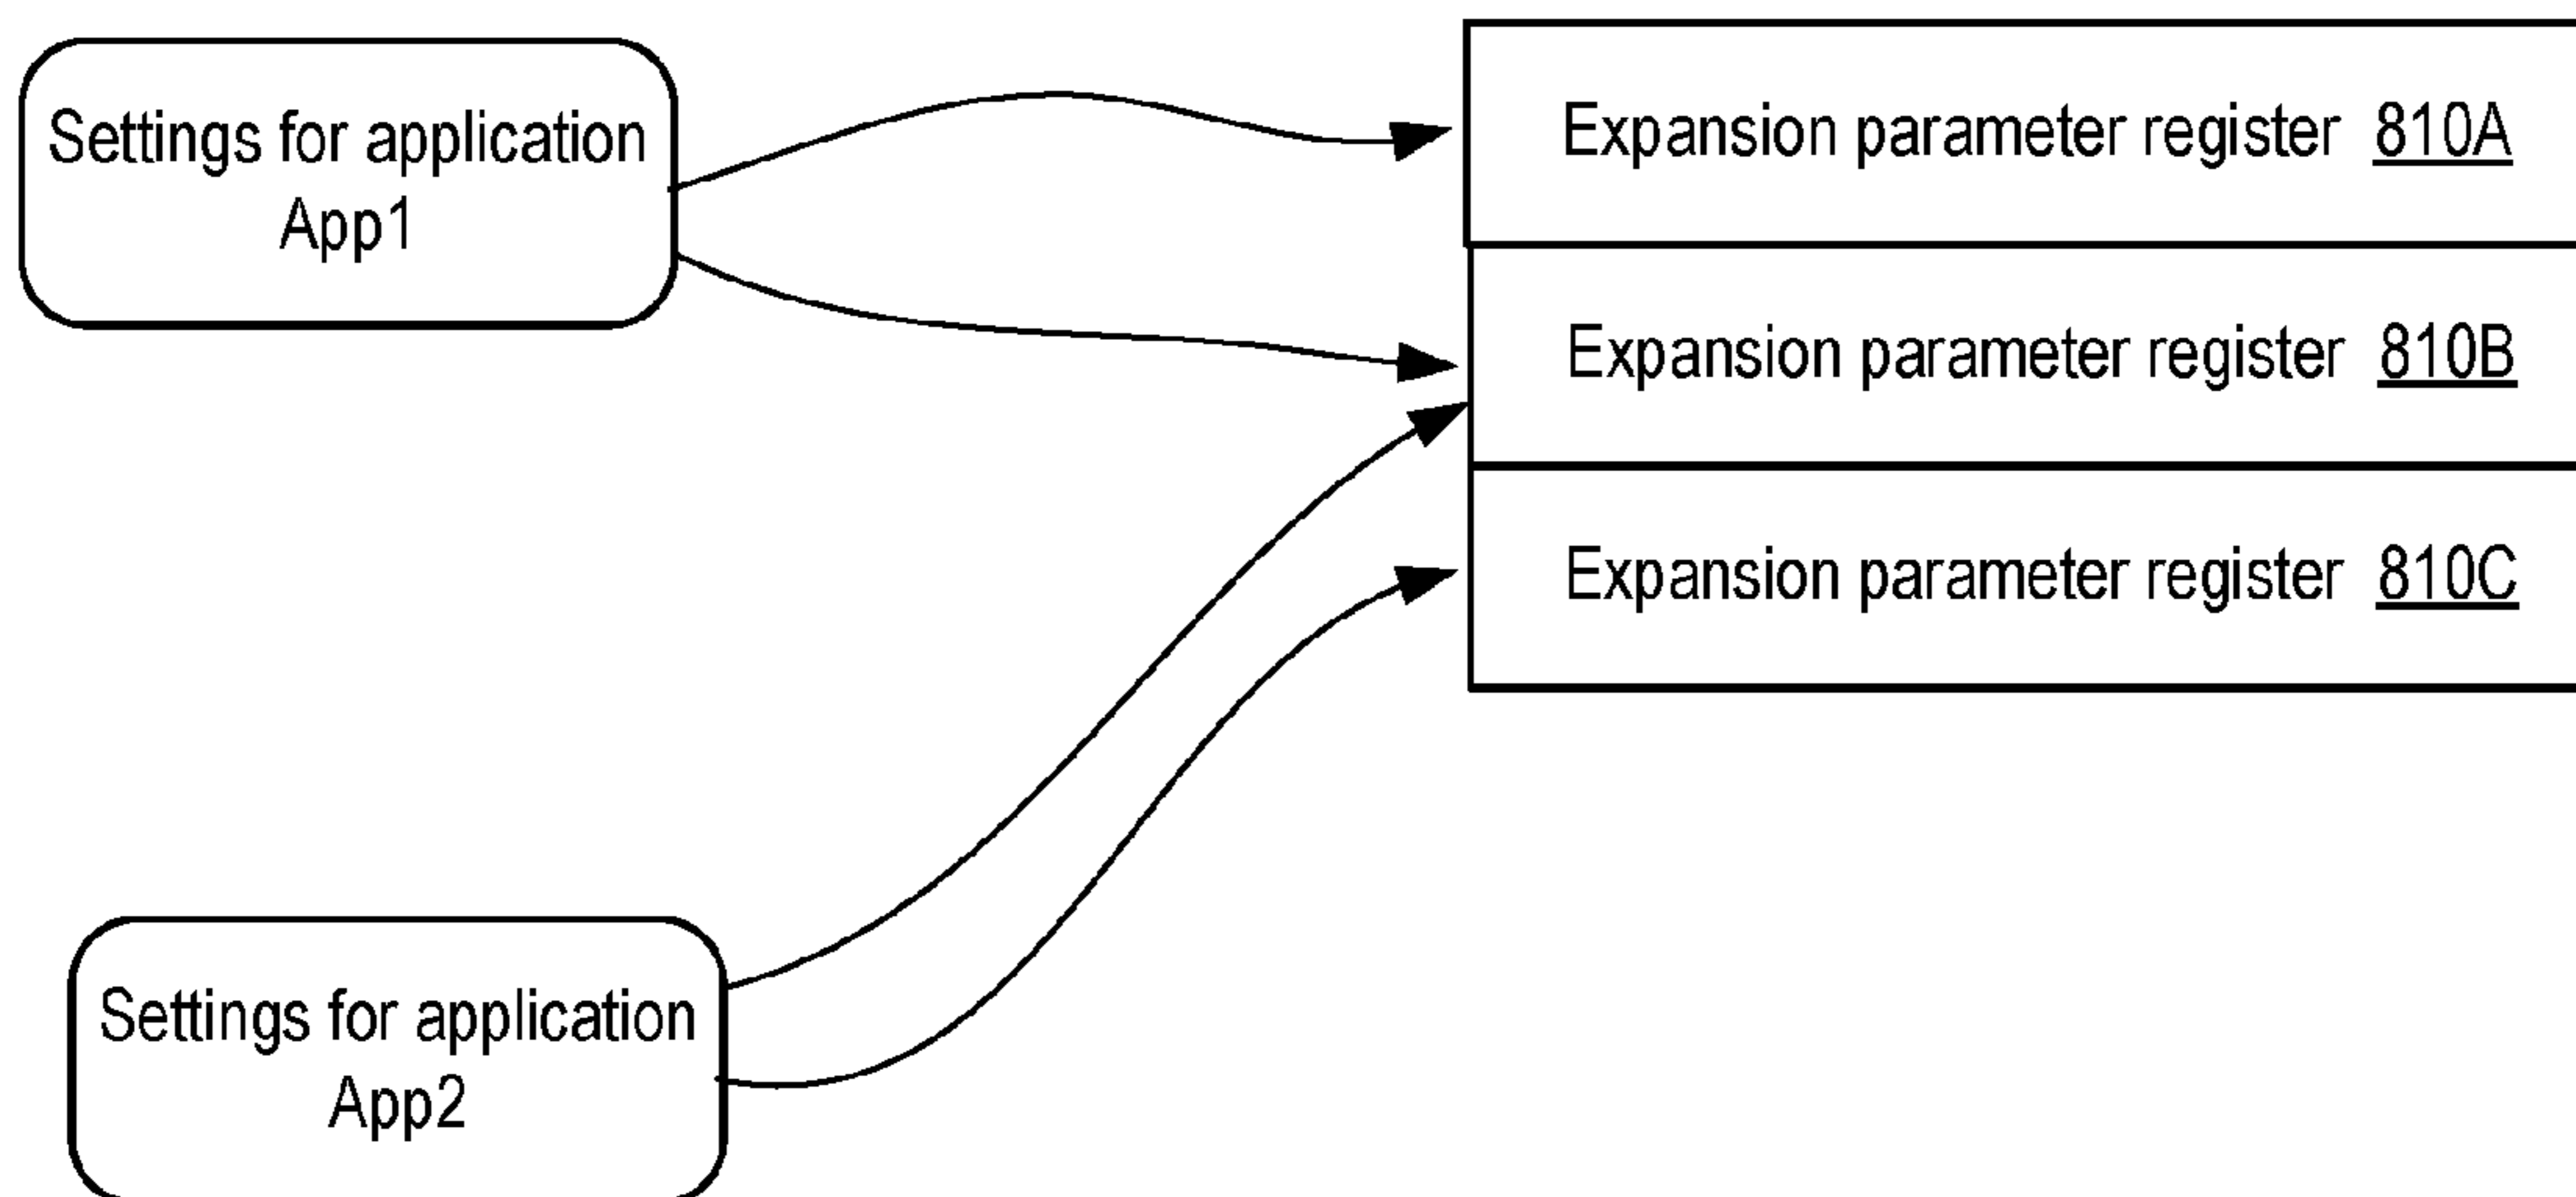 Settings for application
App1
Expansion parameter register 810A
Expansion parameter register 810B
Expansion parameter register 810C
Settings for application
App2